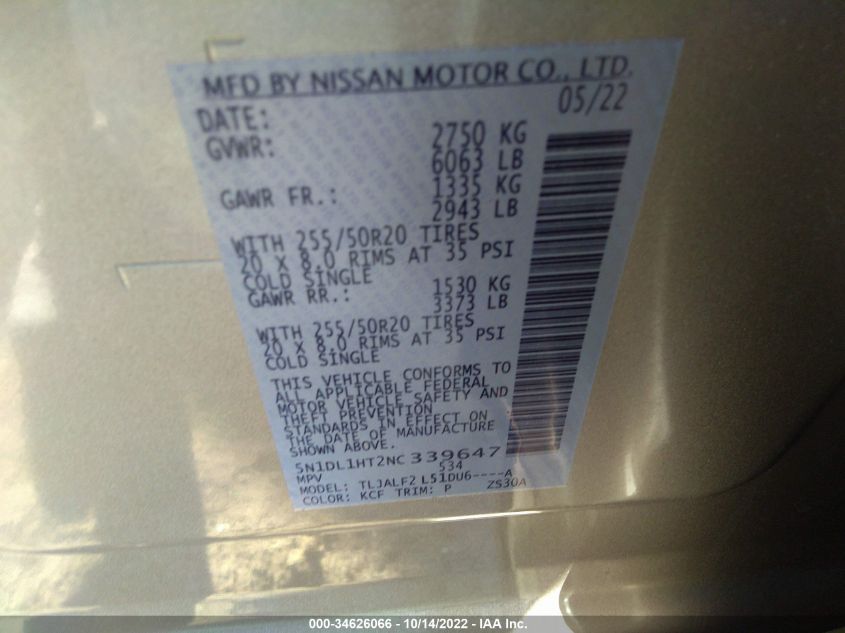 MFD BY NISSAN MOTOR CO., LTD.
DATE: 05/22
GVWR: 2750 KG
6063 LB
GAWR FR.: 1335 KG
2943 LB
WITH 255/50R20 TIRES
20 X 8.0 RIMS AT 35 PSI
COLD SINGLE
GAWR RR.: 1530 KG
3373 LB
WITH 255/50R20 TIRES
20 X 8.0 RIMS AT 35 PSI
COLD SINGLE
THIS VEHICLE CONFORMS TO
ALL APPLICABLE FEDERAL
MOTOR VEHICLE SAFETY AND
THEFT PREVENTION
STANDARDS IN EFFECT ON
THE DATE OF MANUFACTURE
SHOWN ABOVE.
5N1DL1HT2NC339647
MPV 534
MODEL: TLJALF2 L51DU6----A
COLOR: KCF TRIM: P ZS30A
000-34626066 - 10/14/2022 - IAA Inc.